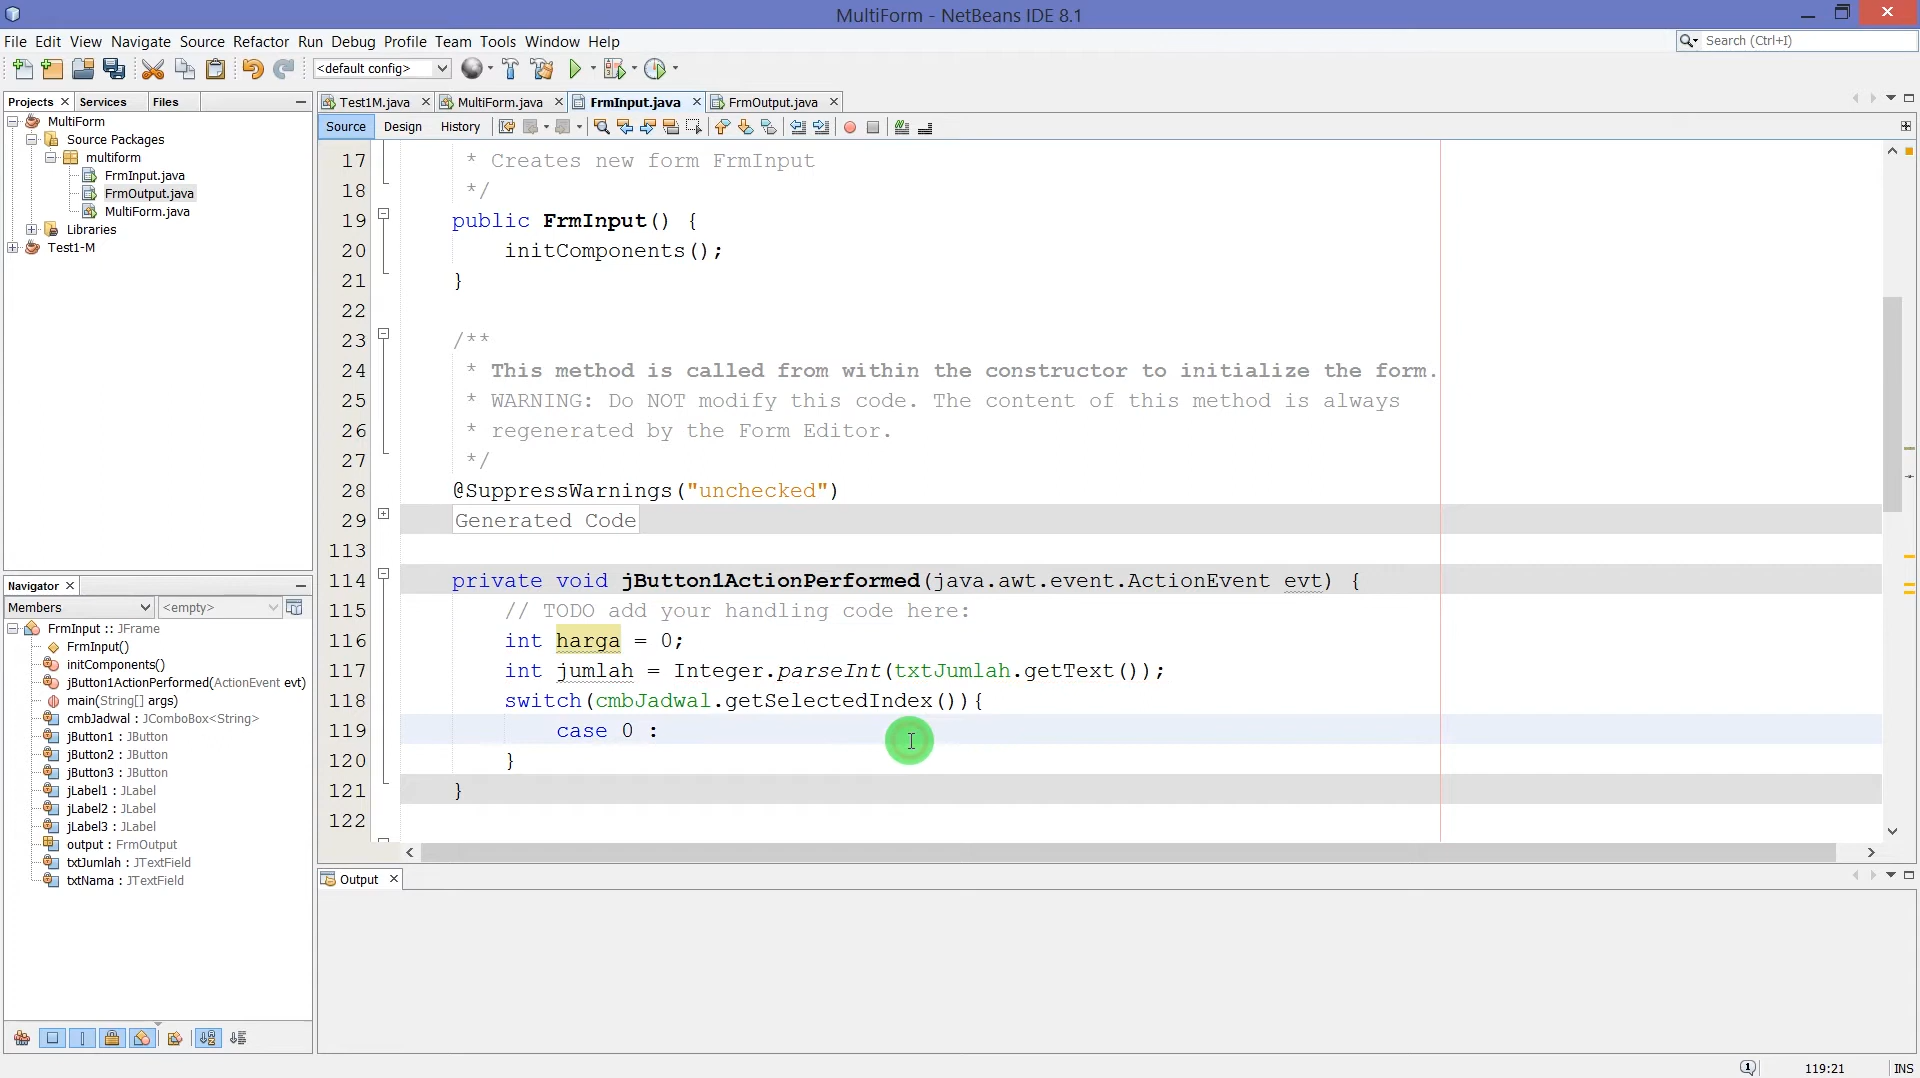 MultiForm - NetBeans IDE 8.1
File Edit View Navigate Source Refactor Run Debug Profile Team Tools Window Help
Search (Ctrl+I)
<default config>
Projects Services Files
Test1M.java MultiForm.java FrmInput.java FrmOutput.java
Source Design History
MultiForm
Source Packages
multiform
FrmInput.java
FrmOutput.java
MultiForm.java
Libraries
Test1-M
17 * Creates new form FrmInput
18 */
19 public FrmInput() {
20 initComponents();
21 }
22
23 /**
24 * This method is called from within the constructor to initialize the form.
25 * WARNING: Do NOT modify this code. The content of this method is always
26 * regenerated by the Form Editor.
27 */
28 @SuppressWarnings("unchecked")
29 Generated Code
113
114 private void jButton1ActionPerformed(java.awt.event.ActionEvent evt) {
115 // TODO add your handling code here:
116 int harga = 0;
117 int jumlah = Integer.parseInt(txtJumlah.getText());
118 switch(cmbJadwal.getSelectedIndex()){
119 case 0 :
120 }
121 }
122
Navigator
Members <empty>
FrmInput :: JFrame
FrmInput()
initComponents()
jButton1ActionPerformed(ActionEvent evt)
main(String[] args)
cmbJadwal : JComboBox<String>
jButton1 : JButton
jButton2 : JButton
jButton3 : JButton
jLabel1 : JLabel
jLabel2 : JLabel
jLabel3 : JLabel
output : FrmOutput
txtJumlah : JTextField
txtNama : JTextField
Output
119:21 INS